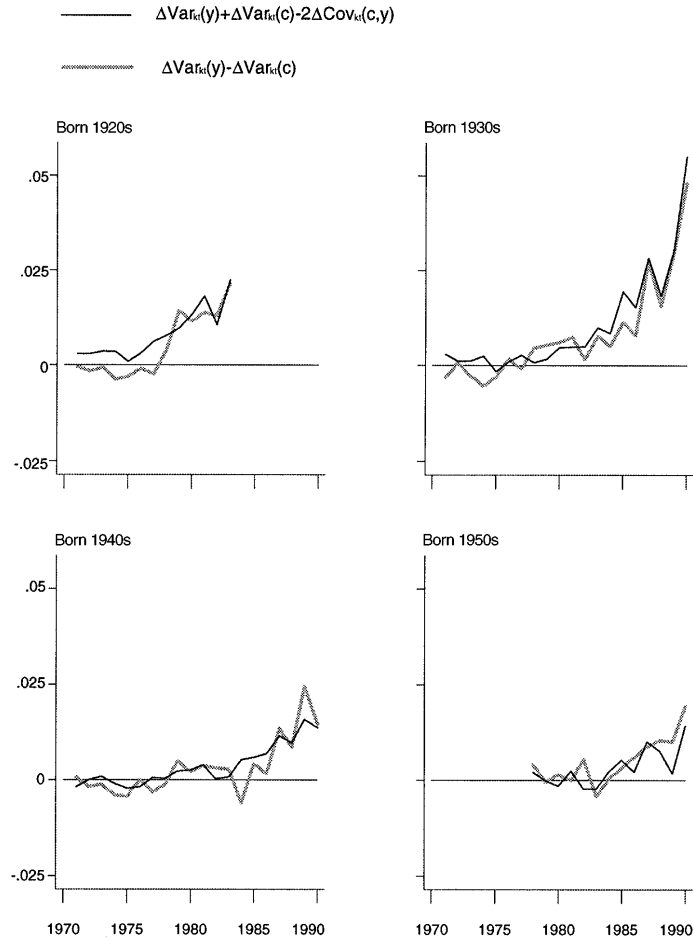 ΔVarₖₜ(y)+ΔVarₖₜ(c)-2ΔCovₖₜ(c,y)
ΔVarₖₜ(y)-ΔVarₖₜ(c)
Born 1920s
Born 1930s
.05
.025
0
-.025
Born 1940s
Born 1950s
.05
.025
0
-.025
1970 1975 1980 1985 1990
1970 1975 1980 1985 1990